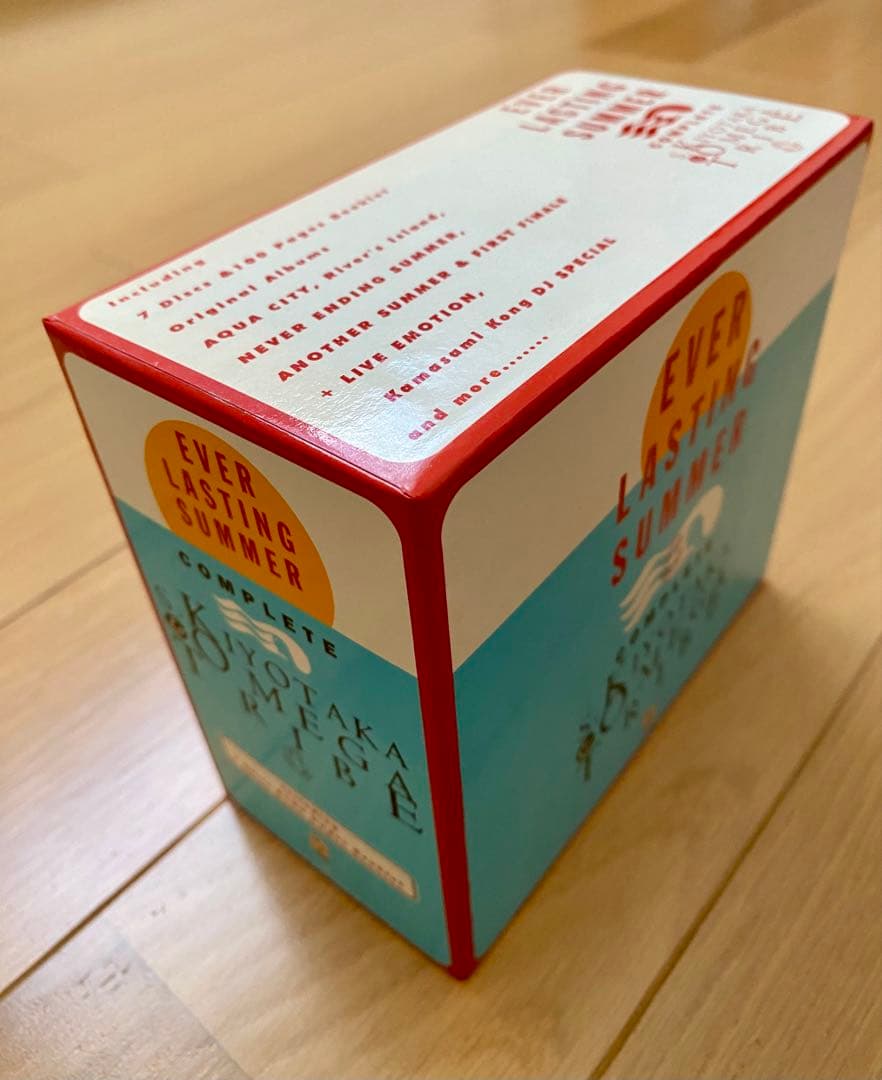 EVER
LASTING
SUMMER
COMPLETE
Including
7 Discs &100 Pages Booklet
Original Albums
AQUA CITY, River's Island,
NEVER ENDING SUMMER,
ANOTHER SUMMER & FIRST FINALE
+ LIVE EMOTION,
Kamasami Kong DJ SPECIAL
and more.......
EVER
LASTING
SUMMER
COMPLETE
KIYOTAKA
OMEGA
TRIBE
EVER
LASTING
SUMMER
COMPLETE